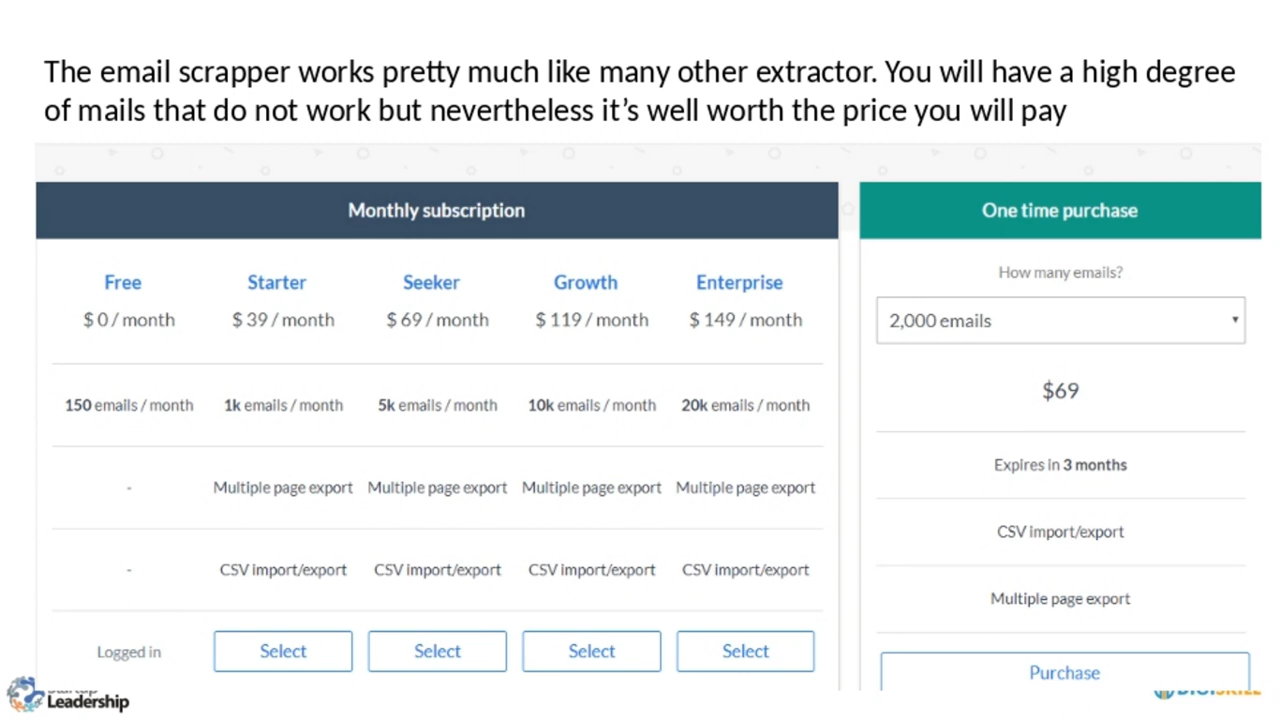 The email scrapper works pretty much like many other extractor. You will have a high degree
of mails that do not work but nevertheless it’s well worth the price you will pay
Monthly subscription
Free Starter Seeker Growth Enterprise
$ 0 / month $ 39 / month $ 69 / month $ 119 / month $ 149 / month
150 emails / month 1k emails / month 5k emails / month 10k emails / month 20k emails / month
- Multiple page export Multiple page export Multiple page export Multiple page export
- CSV import/export CSV import/export CSV import/export CSV import/export
Logged in Select Select Select Select
One time purchase
How many emails?
2,000 emails
$69
Expires in 3 months
CSV import/export
Multiple page export
Purchase
Leadership